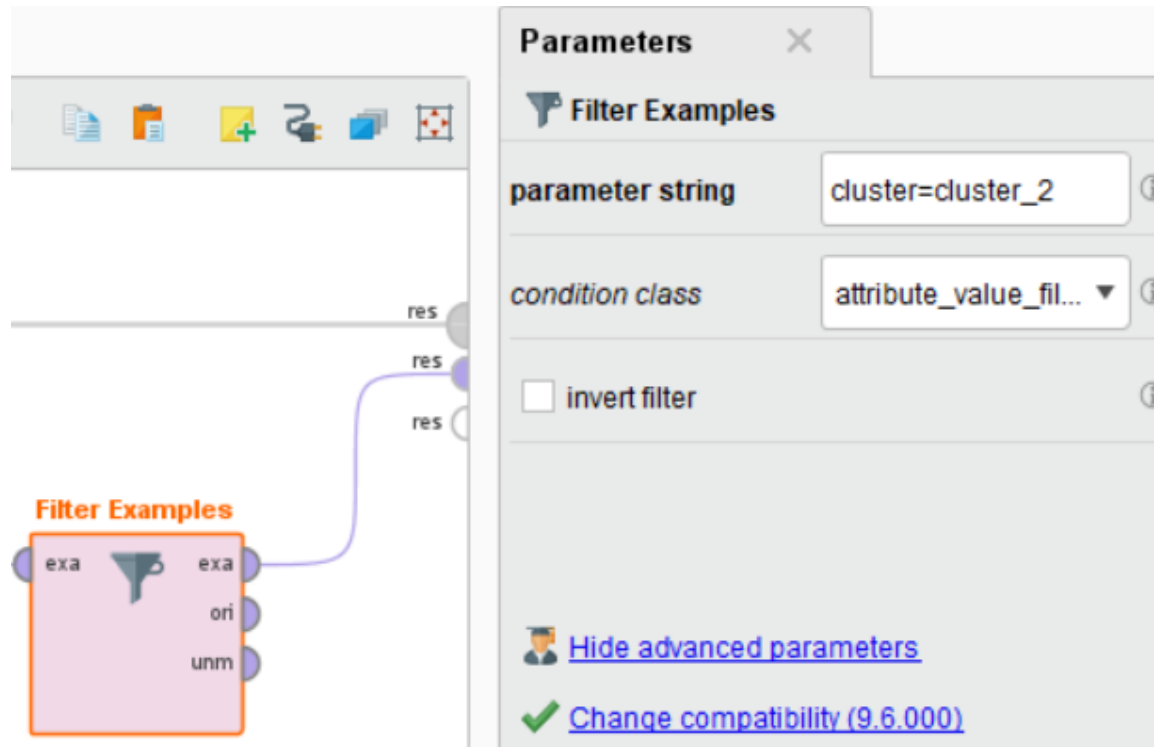 Parameters
Filter Examples
parameter string
cluster=cluster_2
condition class
attribute_value_fil...
invert filter
Hide advanced parameters
Change compatibility (9.6.000)
res
res
res
Filter Examples
exa
exa
ori
unm